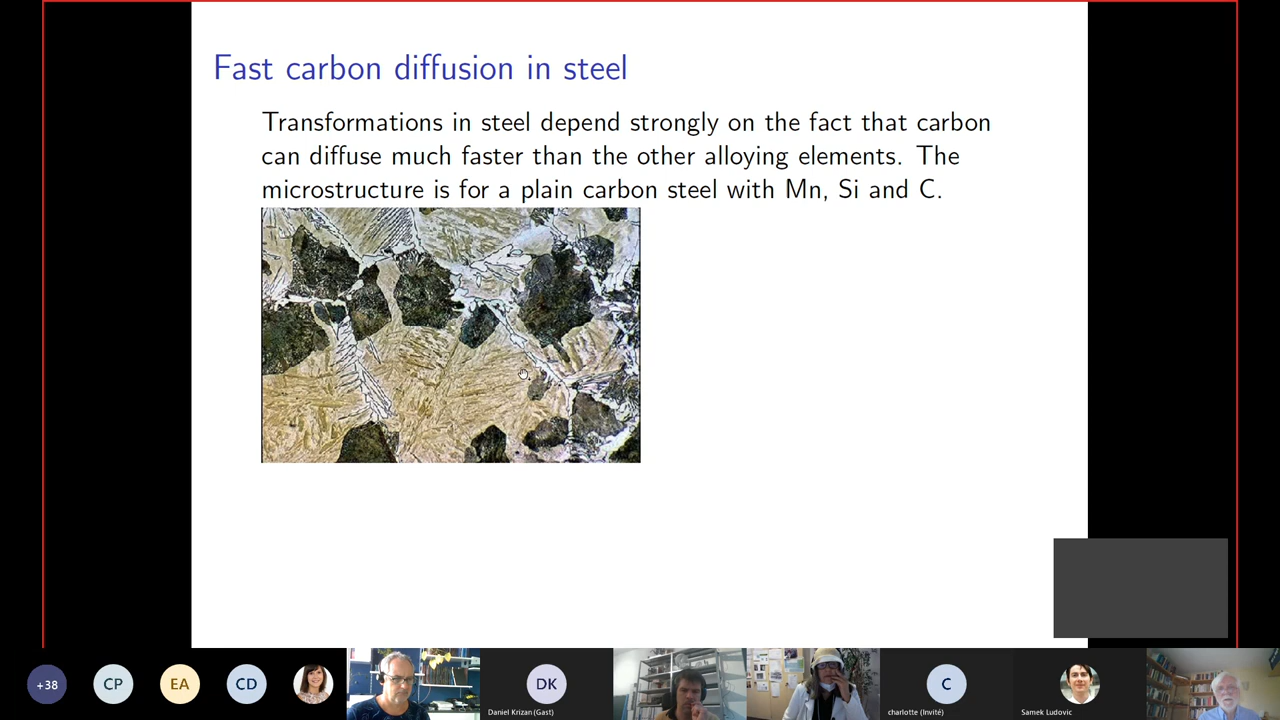 Fast carbon diffusion in steel
Transformations in steel depend strongly on the fact that carbon
can diffuse much faster than the other alloying elements. The
microstructure is for a plain carbon steel with Mn, Si and C.
+38
CP
EA
CD
DK
Daniel Krizan (Gast)
C
charlotte (Invité)
Samek Ludovic